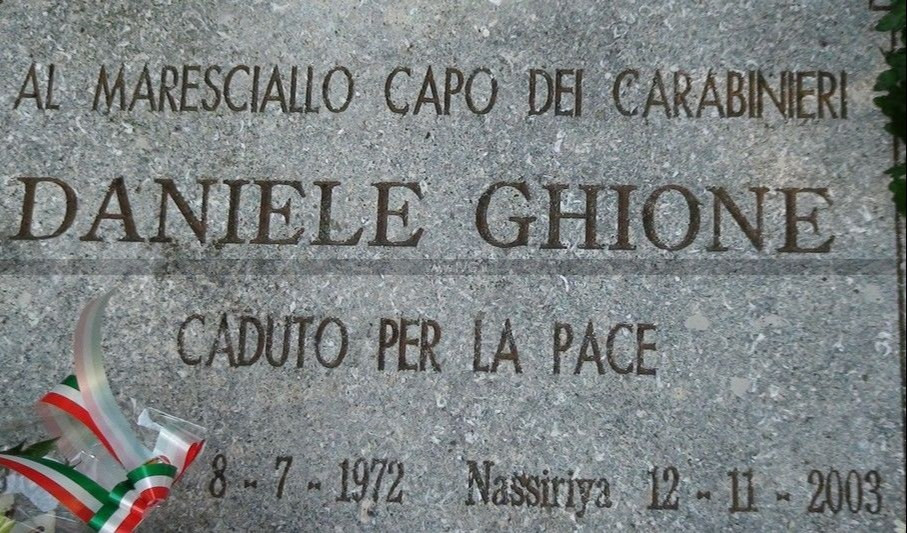 AL MARESCIALLO CAPO DEI CARABINIERI
DANIELE GHIONE
CADUTO PER LA PACE
8 - 7 - 1972 Nassiriya 12 - 11 - 2003